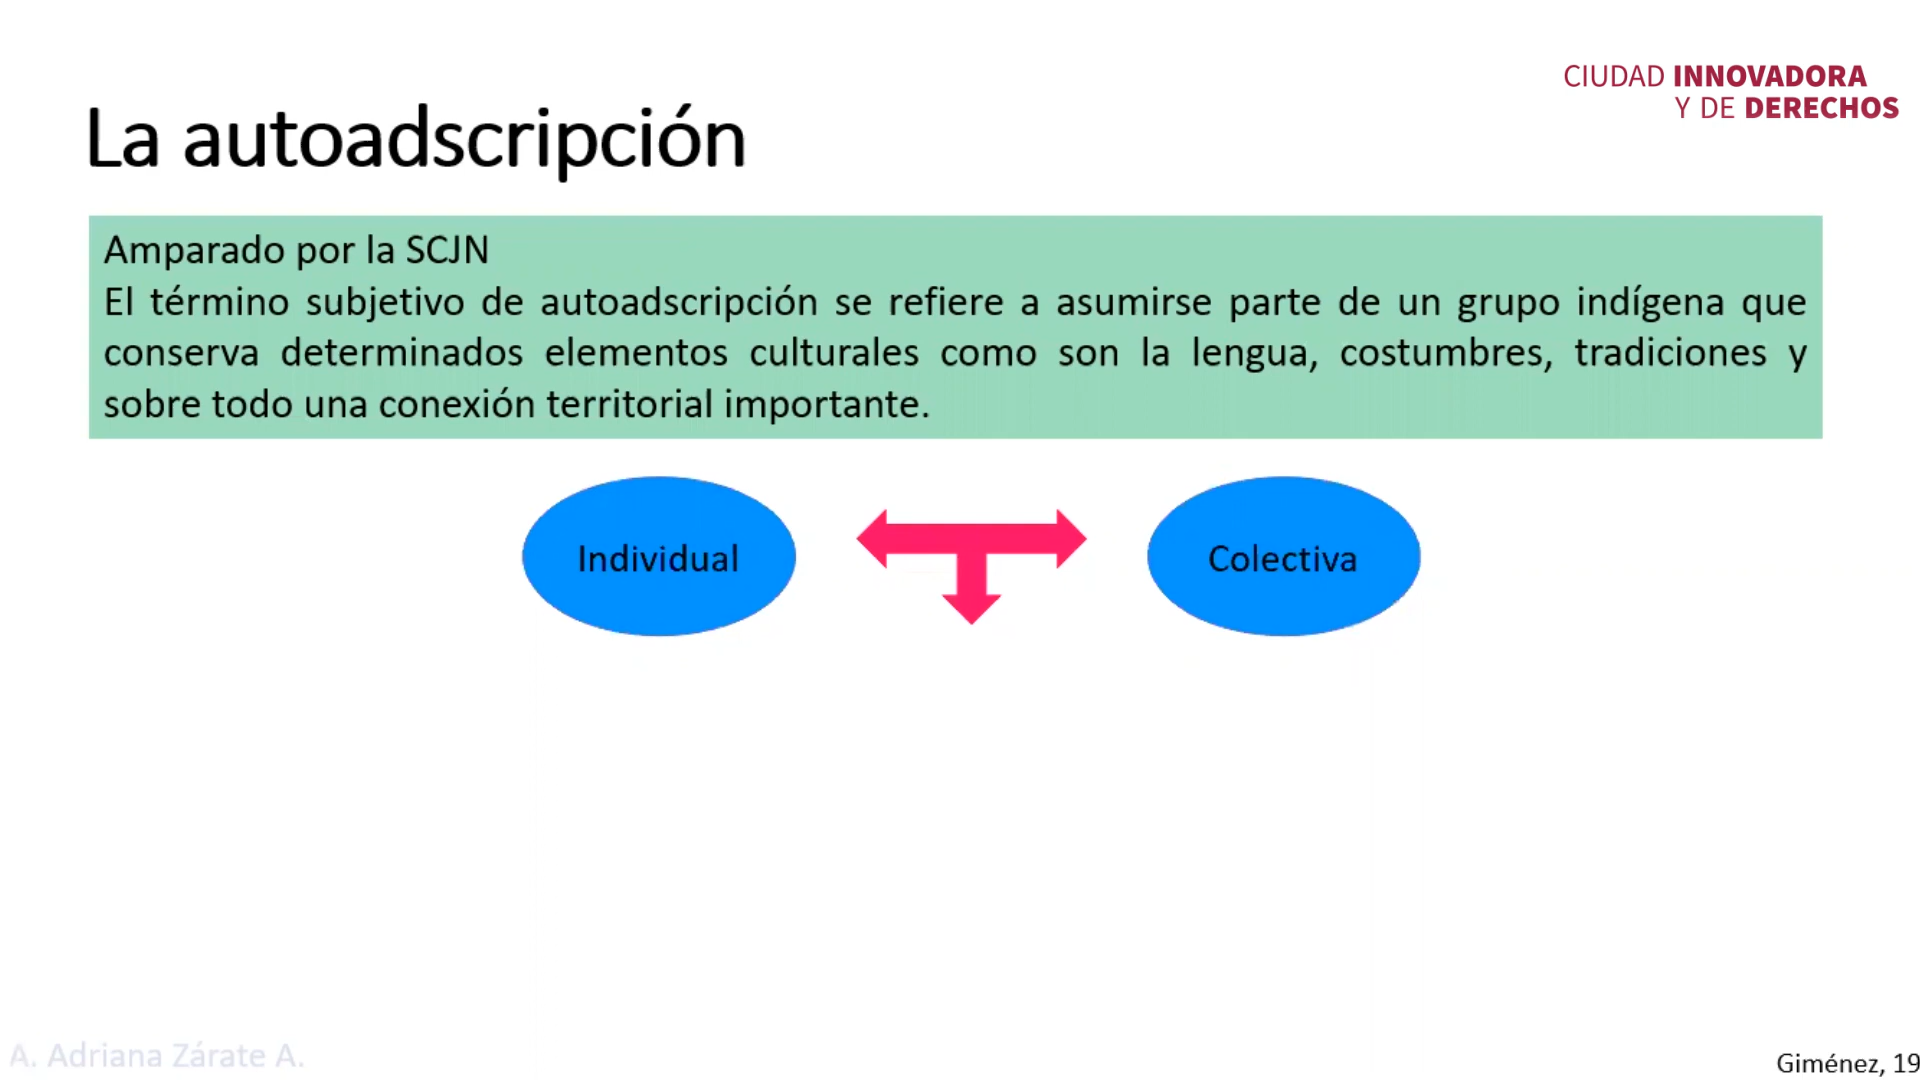 CIUDAD INNOVADORA
Y DE DERECHOS
La autoadscripción
Amparado por la SCJN
El término subjetivo de autoadscripción se refiere a asumirse parte de un grupo indígena que
conserva determinados elementos culturales como son la lengua, costumbres, tradiciones y
sobre todo una conexión territorial importante.
Individual
Colectiva
A. Adriana Zárate A.
Giménez, 19